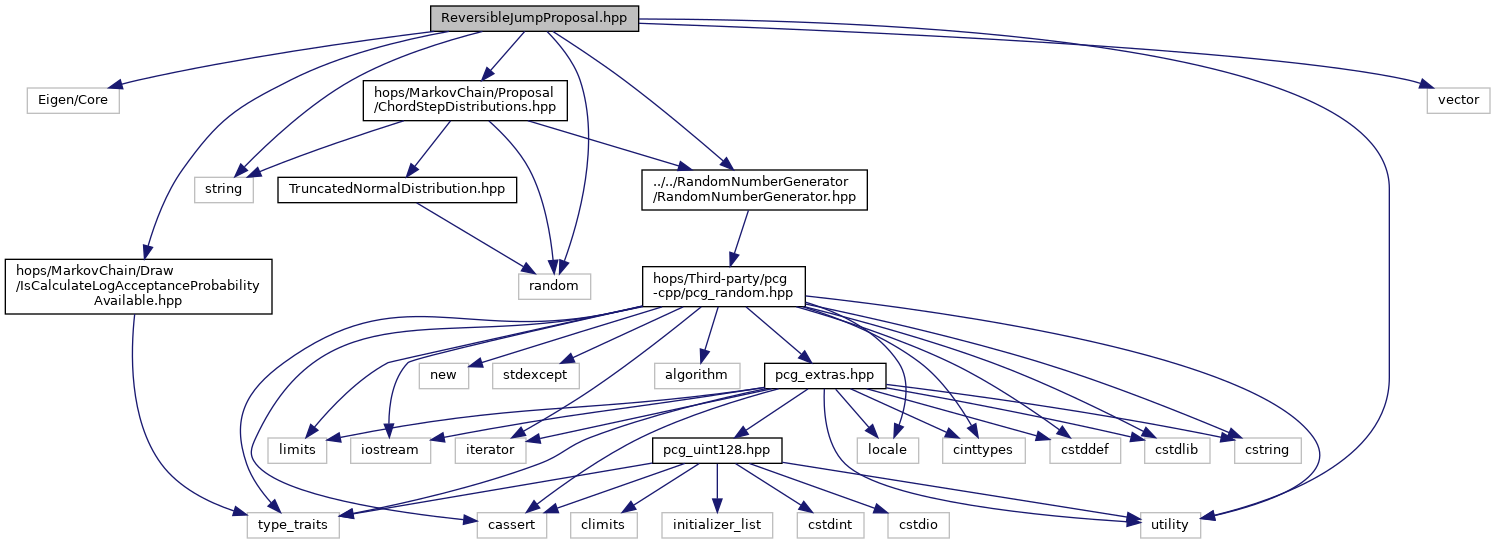 ReversibleJumpProposal.hpp
Eigen/Core
hops/MarkovChain/Proposal
/ChordStepDistributions.hpp
vector
string
TruncatedNormalDistribution.hpp
../../RandomNumberGenerator
/RandomNumberGenerator.hpp
hops/MarkovChain/Draw
/IsCalculateLogAcceptanceProbability
Available.hpp
random
hops/Third-party/pcg
-cpp/pcg_random.hpp
new
stdexcept
algorithm
pcg_extras.hpp
limits
iostream
iterator
pcg_uint128.hpp
locale
cinttypes
cstddef
cstdlib
cstring
type_traits
cassert
climits
initializer_list
cstdint
cstdio
utility